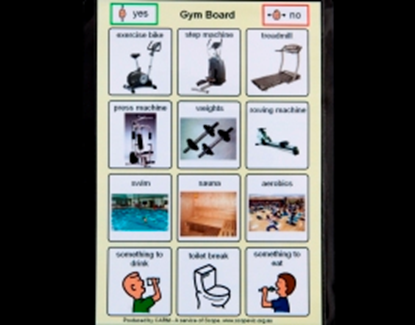 yes
Gym Board
no
exercise bike
step machine
treadmill
press machine
weights
rowing machine
swim
sauna
aerobics
something to
drink
toilet break
something to
eat